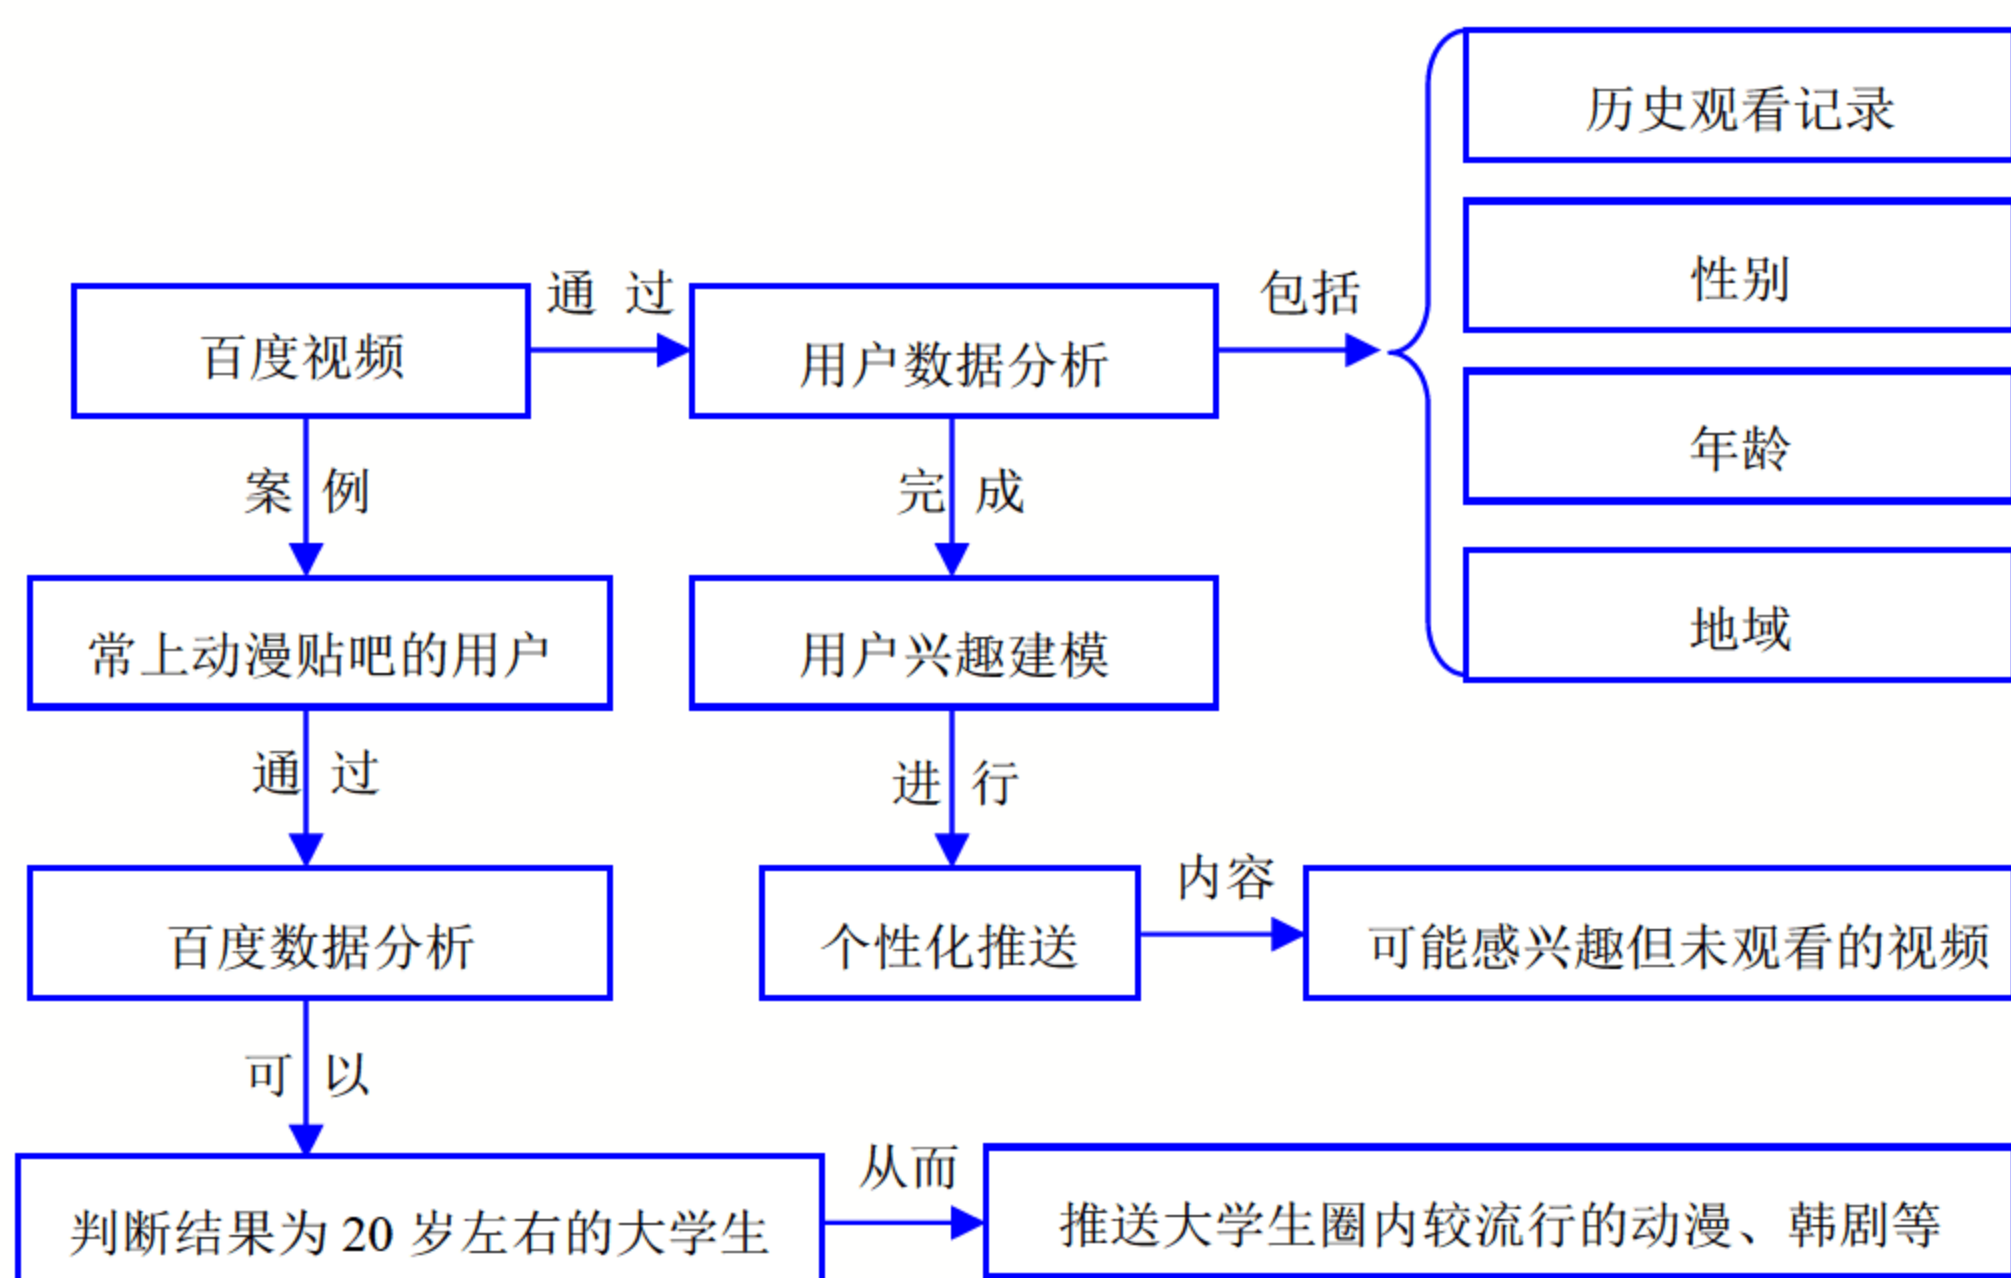 历史观看记录
性别
通过
包括
百度视频
用户数据分析
年龄
案例
完成
地域
常上动漫贴吧的用户
用户兴趣建模
通过
进行
内容
百度数据分析
个性化推送
可能感兴趣但未观看的视频
可以
从而
判断结果为 20 岁左右的大学生
推送大学生圈内较流行的动漫、韩剧等